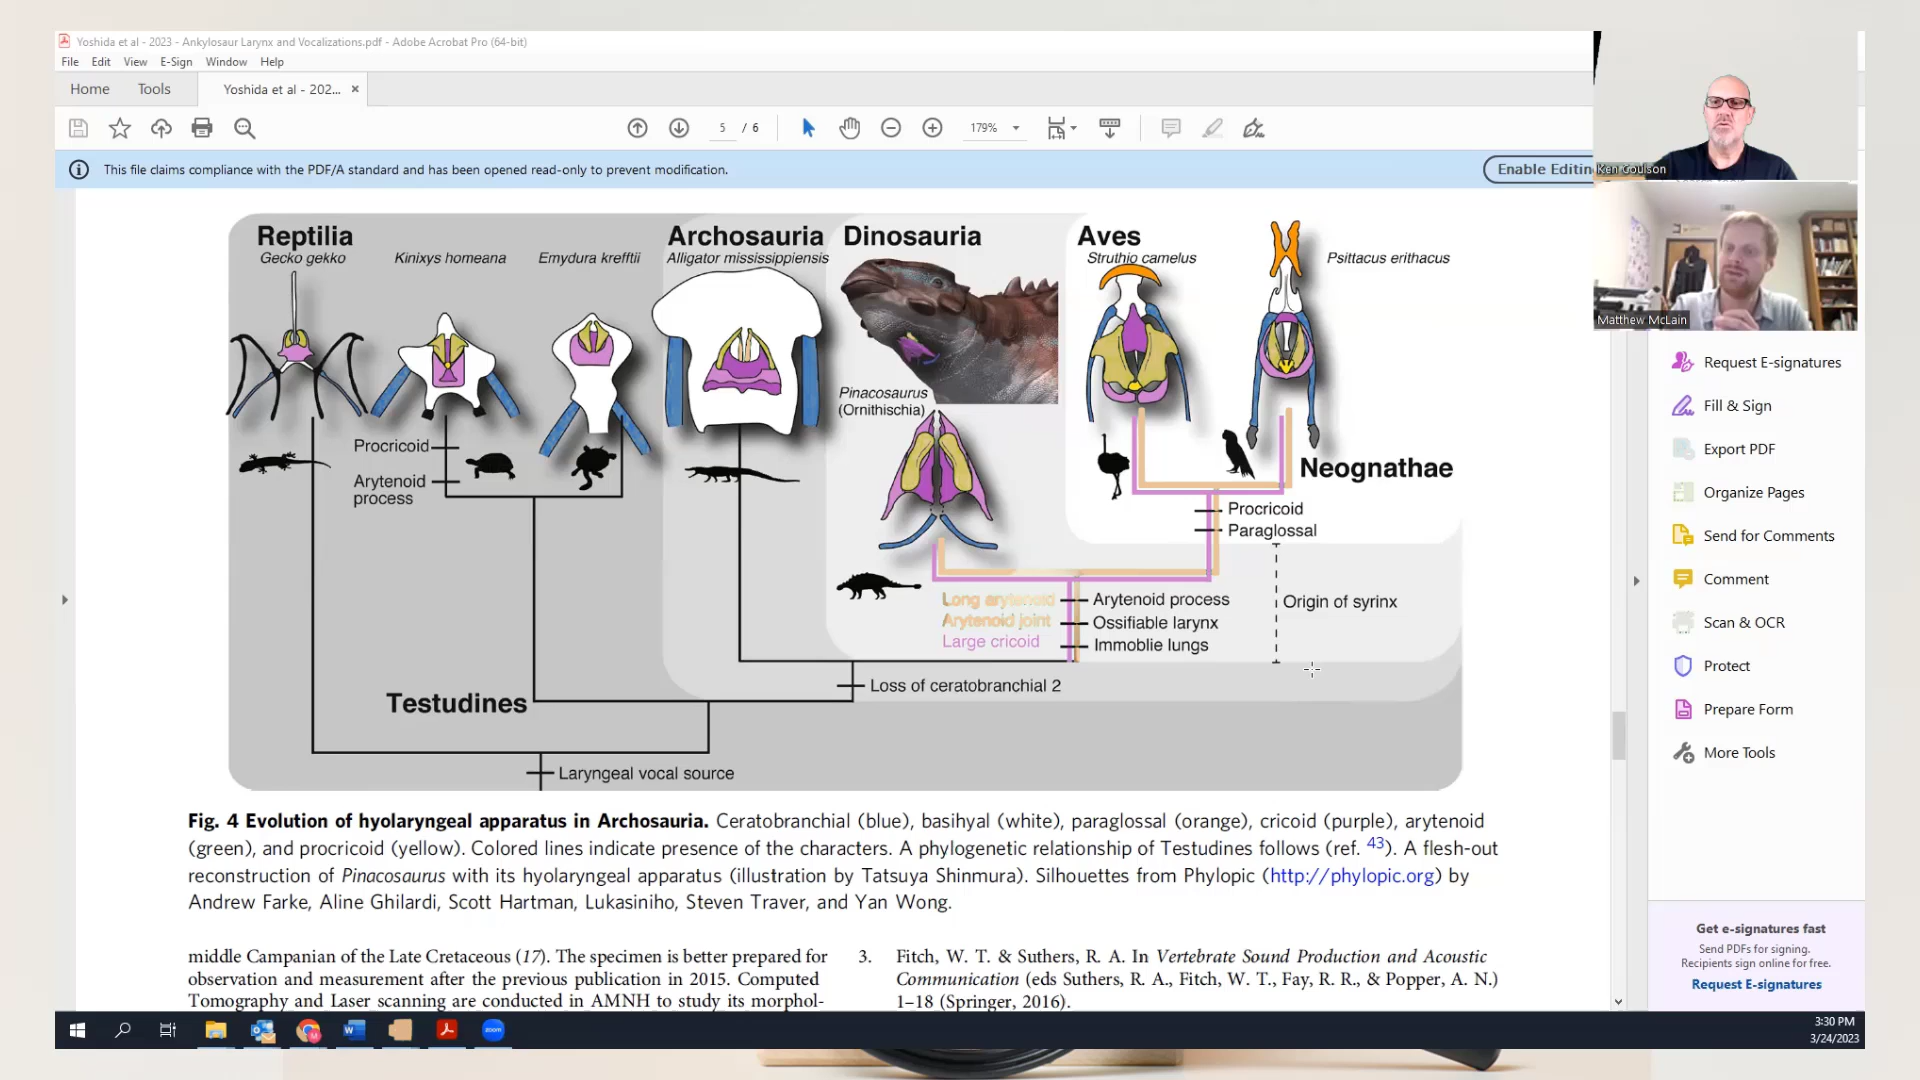 Yoshida et al - 2023 - Ankylosaur Larynx and Vocalizations.pdf - Adobe Acrobat Pro (64-bit)
File Edit View Window Help
Home Tools Yoshida et al - 202... ×
5 / 6 179%
This file claims compliance with the PDF/A standard and has been opened read-only to prevent modification.
Enable Editin
Ken Coulson
Matthew McLain
Reptilia Archosauria Dinosauria Aves
Gecko gekko Kinixys homeana Emydura krefftii Alligator mississippiensis Struthio camelus Psittacus erithacus
Pinacosaurus
(Ornithischia)
Procricoid
Arytenoid
process
Neognathae
Procricoid
Paraglossal
Long arytenoid
Arytenoid joint
Large cricoid
Arytenoid process
Ossifiable larynx
Immoblie lungs
Origin of syrinx
Loss of ceratobranchial 2
Testudines
Laryngeal vocal source
Fig. 4 Evolution of hyolaryngeal apparatus in Archosauria. Ceratobranchial (blue), basihyal (white), paraglossal (orange), cricoid (purple), arytenoid
(green), and procricoid (yellow). Colored lines indicate presence of the characters. A phylogenetic relationship of Testudines follows (ref. 43). A flesh-out
reconstruction of Pinacosaurus with its hyolaryngeal apparatus (illustration by Tatsuya Shinmura). Silhouettes from Phylopic (http://phylopic.org) by
Andrew Farke, Aline Ghilardi, Scott Hartman, Lukasiniho, Steven Traver, and Yan Wong.
middle Campanian of the Late Cretaceous (17). The specimen is better prepared for
observation and measurement after the previous publication in 2015. Computed
Tomography and Laser scanning are conducted in AMNH to study its morphol-
3. Fitch, W. T. & Suthers, R. A. In Vertebrate Sound Production and Acoustic
Communication (eds Suthers, R. A., Fitch, W. T., Fay, R. R., & Popper, A. N.)
1–18 (Springer, 2016).
Request E-signatures
Fill & Sign
Export PDF
Organize Pages
Send for Comments
Comment
Scan & OCR
Protect
Prepare Form
More Tools
Get e-signatures fast
Send PDFs for signing.
Recipients sign online for free.
Request E-signatures
zoom
3:30 PM
3/24/2023